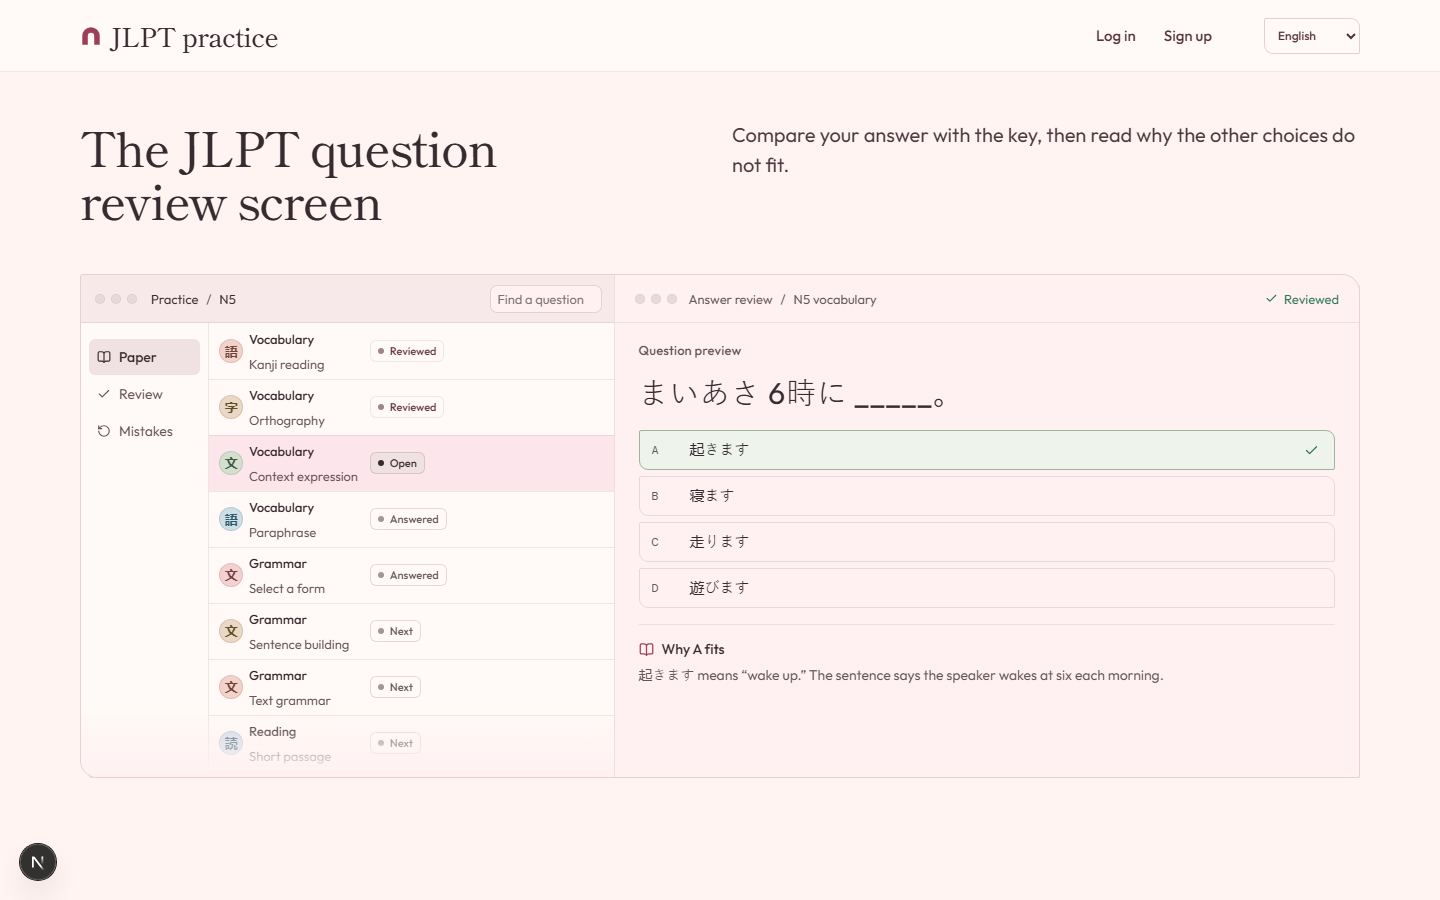 JLPT practice
Log in
Sign up
English
The JLPT question
review screen
Compare your answer with the key, then read why the other choices do
not fit.
Practice / N5
Find a question
Paper
Review
Mistakes
語 Vocabulary
Kanji reading
Reviewed
字 Vocabulary
Orthography
Reviewed
文 Vocabulary
Context expression
Open
語 Vocabulary
Paraphrase
Answered
文 Grammar
Select a form
Answered
文 Grammar
Sentence building
Next
文 Grammar
Text grammar
Next
読 Reading
Short passage
Next
Answer review / N5 vocabulary
Reviewed
Question preview
まいあさ 6時に _____。
A 起きます
B 寝ます
C 走ります
D 遊びます
Why A fits
起きます means “wake up.” The sentence says the speaker wakes at six each morning.
N